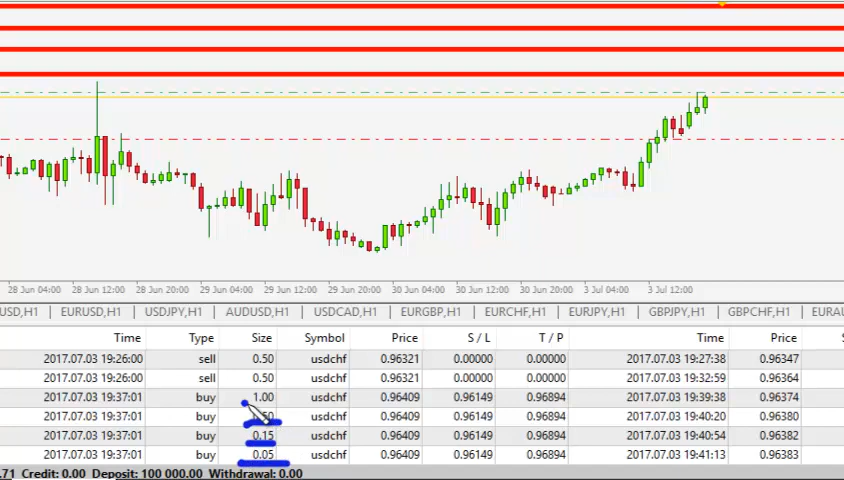 28 Jun 04:00 28 Jun 12:00 28 Jun 20:00 29 Jun 04:00 29 Jun 12:00 29 Jun 20:00 30 Jun 04:00 30 Jun 12:00 30 Jun 20:00 3 Jul 04:00 3 Jul 12:00
USD,H1 | EURUSD,H1 | USDJPY,H1 | AUDUSD,H1 | USDCAD,H1 | EURGBP,H1 | EURCHF,H1 | EURJPY,H1 | GBPJPY,H1 | GBPCHF,H1 | EURAU
Time Type Size Symbol Price S / L T / P Time Price S
2017.07.03 19:26:00 sell 0.50 usdchf 0.96321 0.00000 0.00000 2017.07.03 19:27:38 0.96347
2017.07.03 19:26:00 sell 0.50 usdchf 0.96321 0.00000 0.00000 2017.07.03 19:32:59 0.96364
2017.07.03 19:37:01 buy 1.00 usdchf 0.96409 0.96149 0.96894 2017.07.03 19:39:38 0.96374
2017.07.03 19:37:01 buy usdchf 0.96409 0.96149 0.96894 2017.07.03 19:40:20 0.96380
2017.07.03 19:37:01 buy 0.15 usdchf 0.96409 0.96149 0.96894 2017.07.03 19:40:54 0.96382
2017.07.03 19:37:01 buy 0.05 usdchf 0.96409 0.96149 0.96894 2017.07.03 19:41:13 0.96383
.71 Credit: 0.00 Deposit: 100 000.00 Withdrawal: 0.00